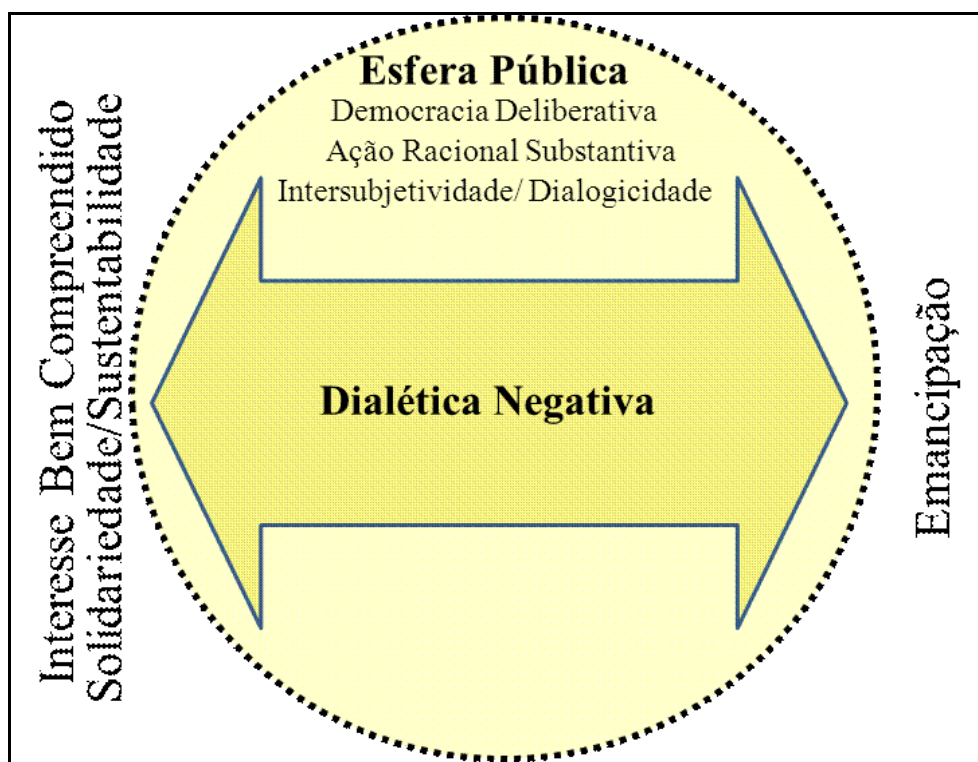 Esfera Pública
Democracia Deliberativa
Ação Racional Substantiva
Intersubjetividade/ Dialogicidade
Interesse Bem Compreendido
Solidariedade/Sustentabilidade
Dialética Negativa
Emancipação